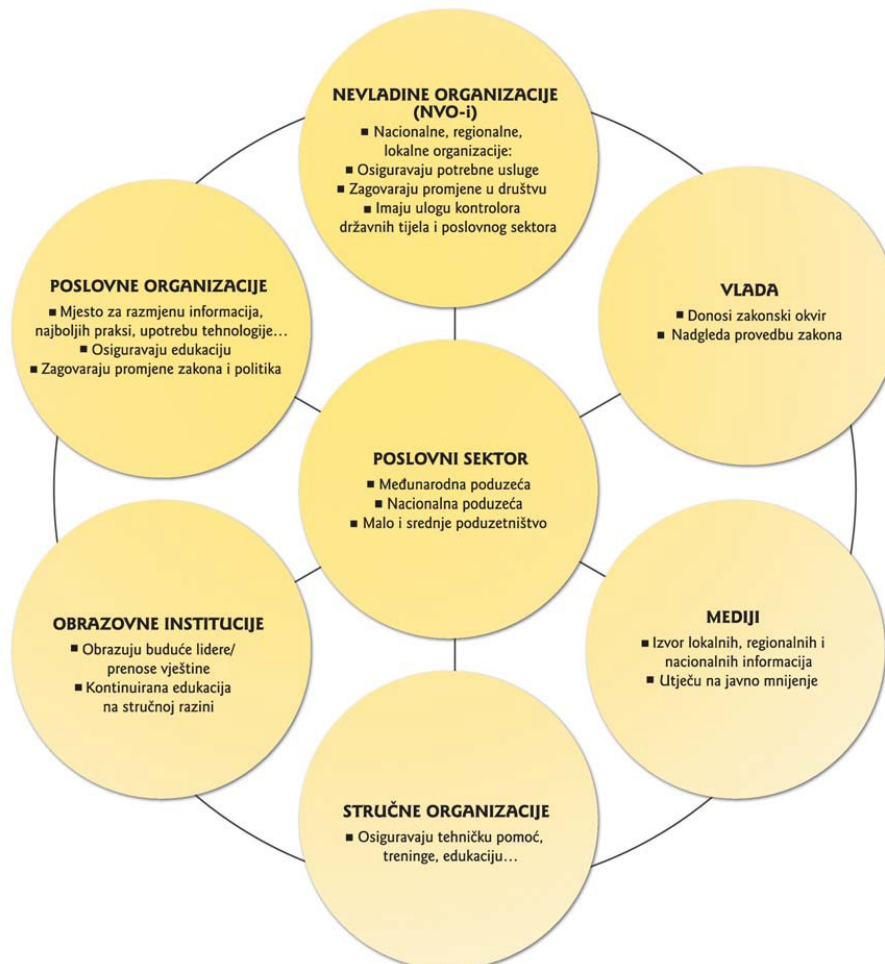 NEVLADINE ORGANIZACIJE
(NVO-i)
▪ Nacionalne, regionalne,
lokalne organizacije:
▪ Osiguravaju potrebne usluge
▪ Zagovaraju promjene u društvu
▪ Imaju ulogu kontrolora
državnih tijela i poslovnog sektora
POSLOVNE ORGANIZACIJE
▪ Mjesto za razmjenu informacija,
najboljih praksi, upotrebu tehnologije…
▪ Osiguravaju edukaciju
▪ Zagovaraju promjene zakona i politika
VLADA
▪ Donosi zakonski okvir
▪ Nadgleda provedbu zakona
POSLOVNI SEKTOR
▪ Međunarodna poduzeća
▪ Nacionalna poduzeća
▪ Malo i srednje poduzetništvo
OBRAZOVNE INSTITUCIJE
▪ Obrazuju buduće lidere/
prenose vještine
▪ Kontinuirana edukacija
na stručnoj razini
MEDIJI
▪ Izvor lokalnih, regionalnih i
nacionalnih informacija
▪ Utječu na javno mnijenje
STRUČNE ORGANIZACIJE
▪ Osiguravaju tehničku pomoć,
treninge, edukaciju…